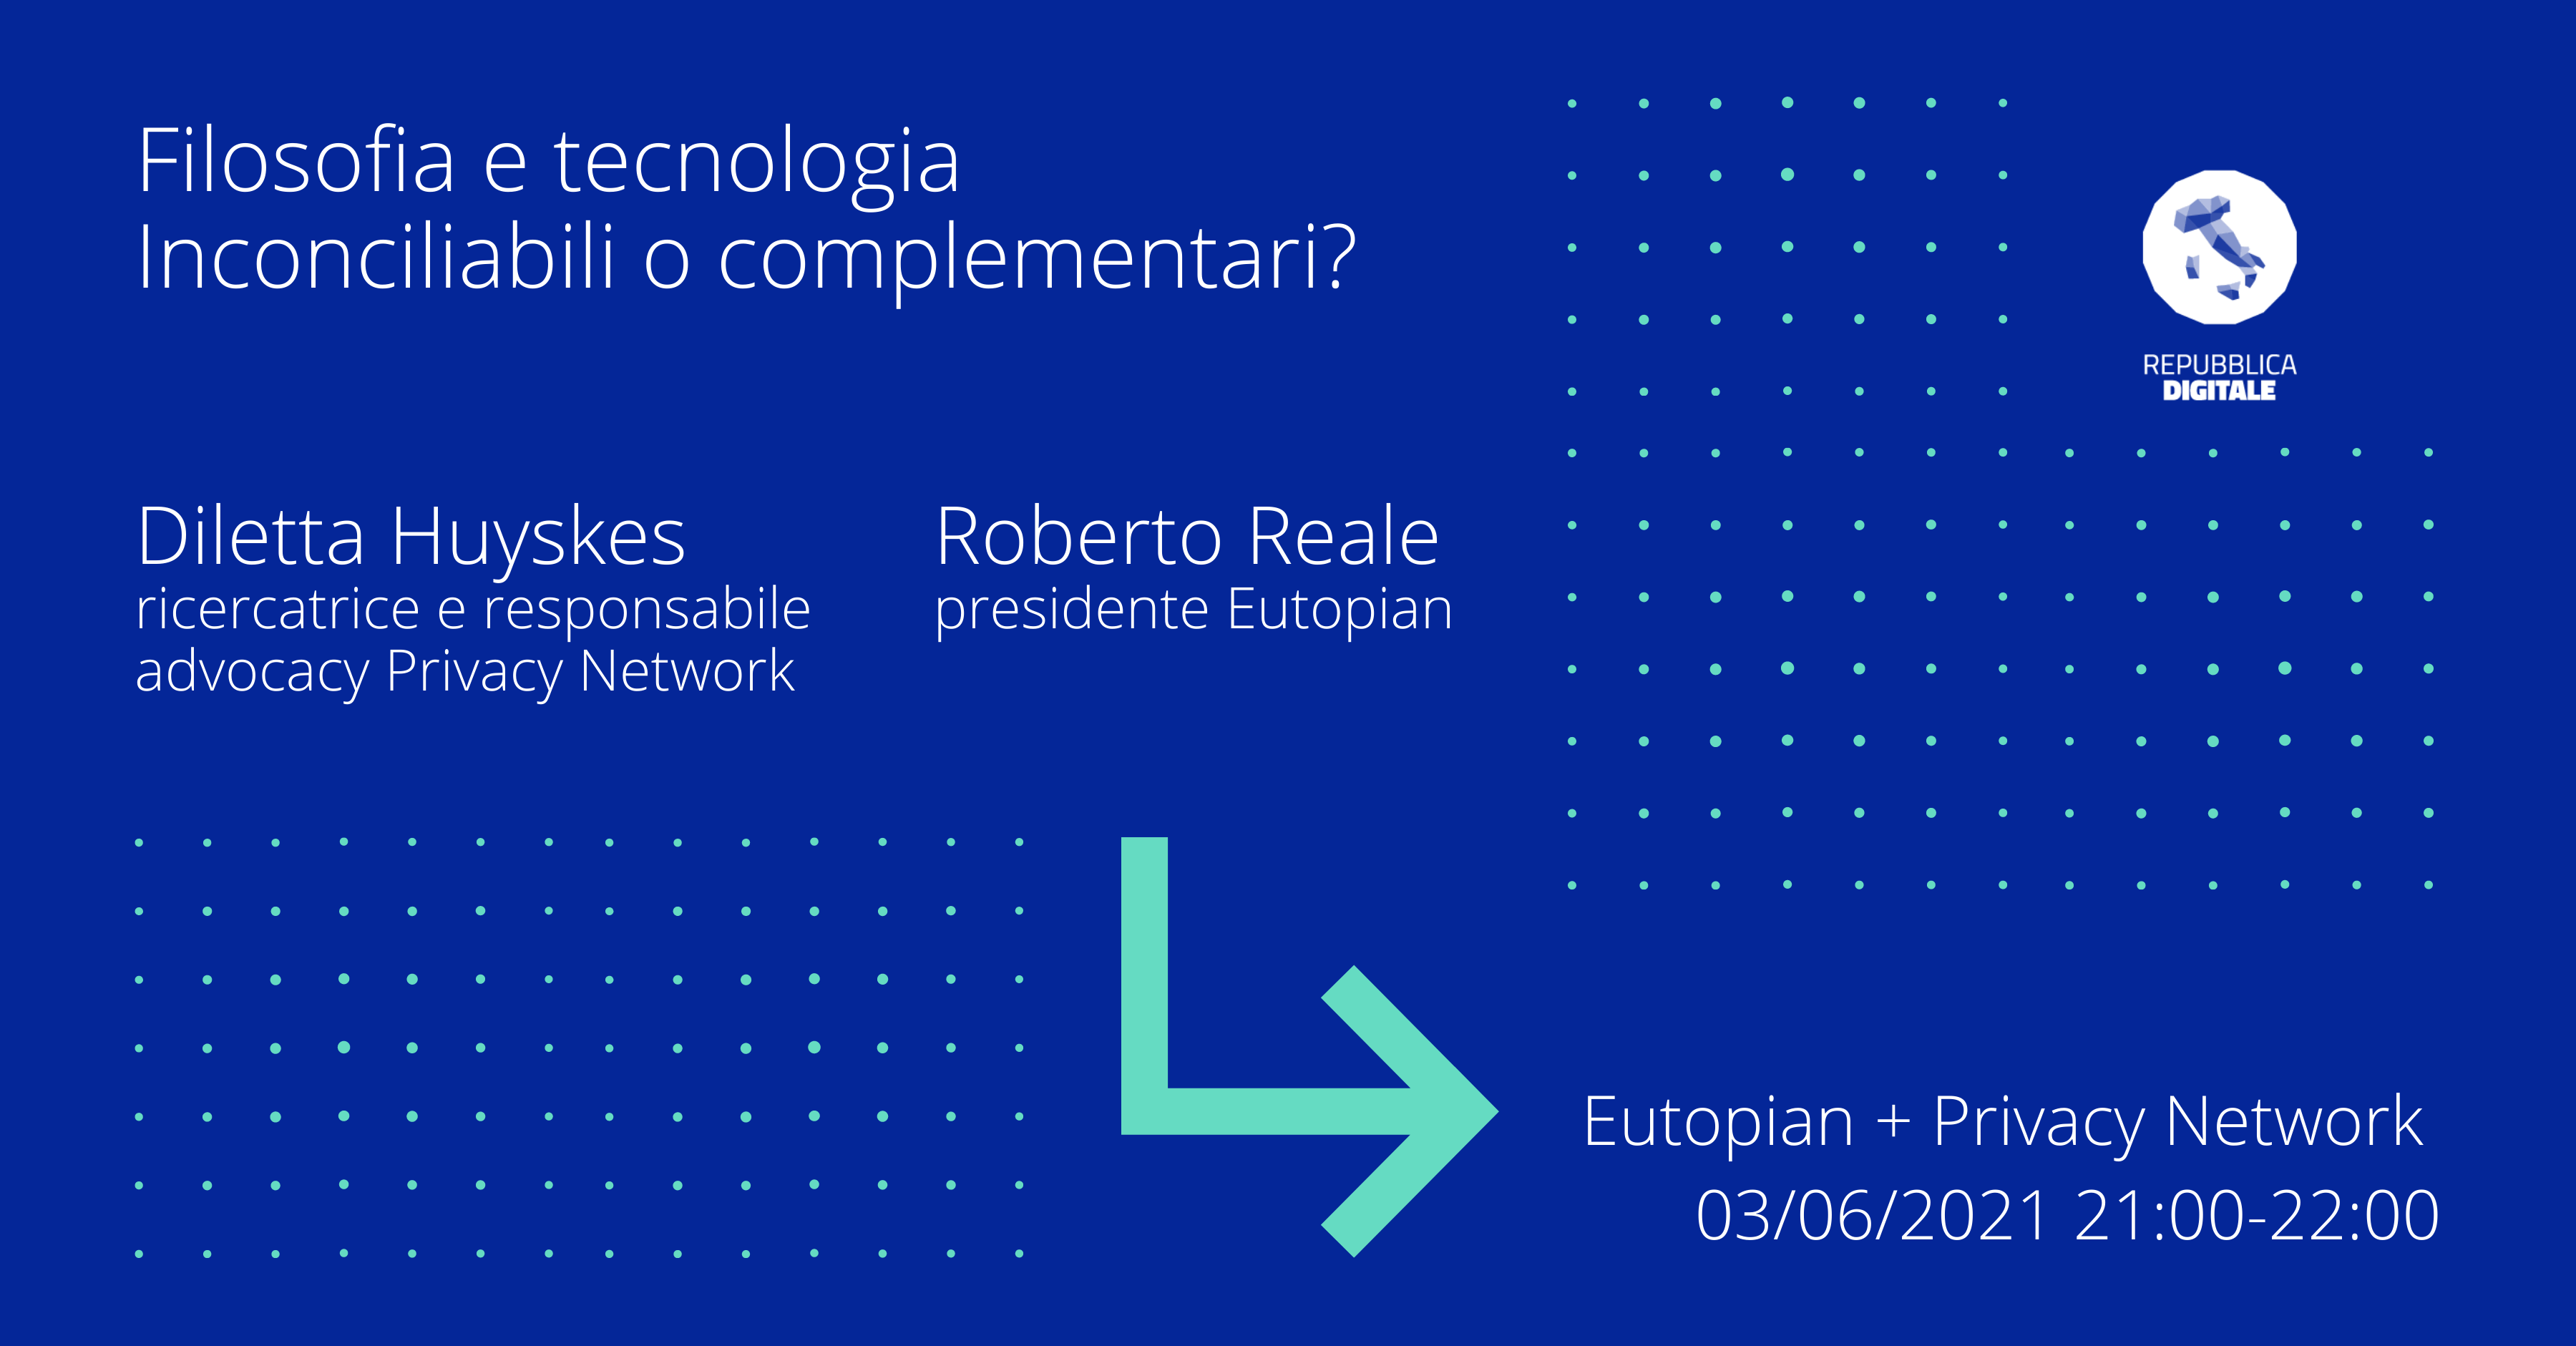 Filosofia e tecnologia
Inconciliabili o complementari?
REPUBBLICA
DIGITALE
Diletta Huyskes
ricercatrice e responsabile
advocacy Privacy Network
Roberto Reale
presidente Eutopian
Eutopian + Privacy Network
03/06/2021 21:00-22:00